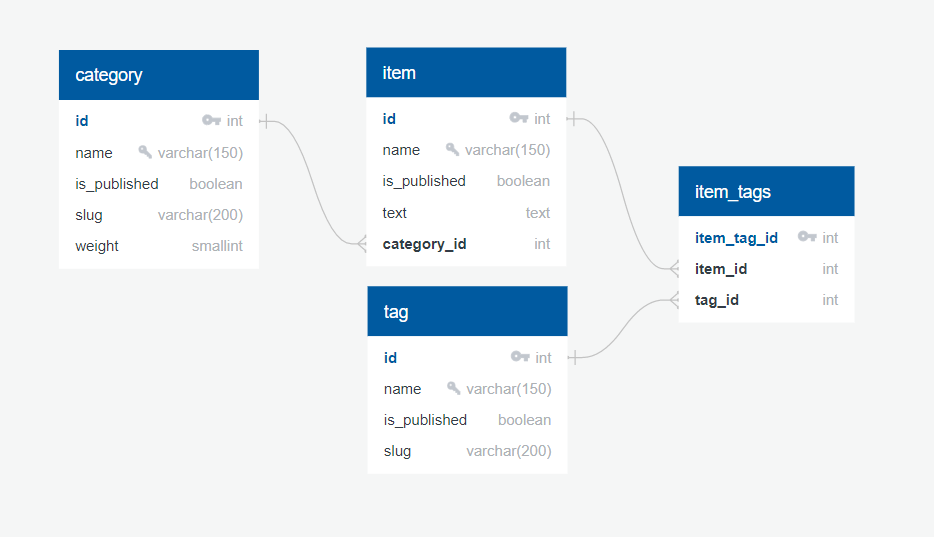 category
id int
name varchar(150)
is_published boolean
slug varchar(200)
weight smallint
item
id int
name varchar(150)
is_published boolean
text text
category_id int
tag
id int
name varchar(150)
is_published boolean
slug varchar(200)
item_tags
item_tag_id int
item_id int
tag_id int